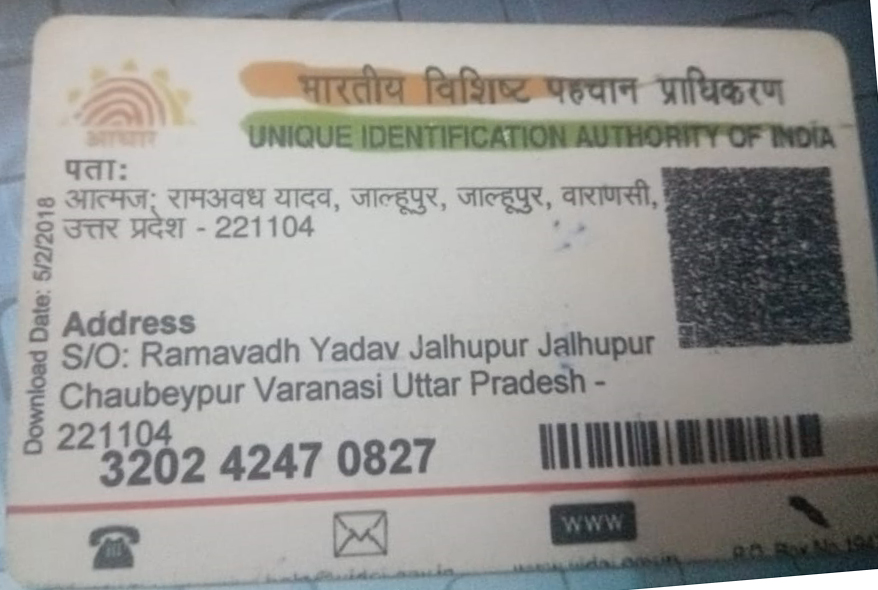 भारतीय विशिष्ट पहचान प्राधिकरण
UNIQUE IDENTIFICATION AUTHORITY OF INDIA
आधार
पता:
आत्मज: रामअवध यादव, जाल्हूपुर, जाल्हूपुर, वाराणसी,
उत्तर प्रदेश - 221104
Download Date: 5/2/2018
Address
S/O: Ramavadh Yadav Jalhupur Jalhupur
Chaubeypur Varanasi Uttar Pradesh -
221104
3202 4247 0827
WWW